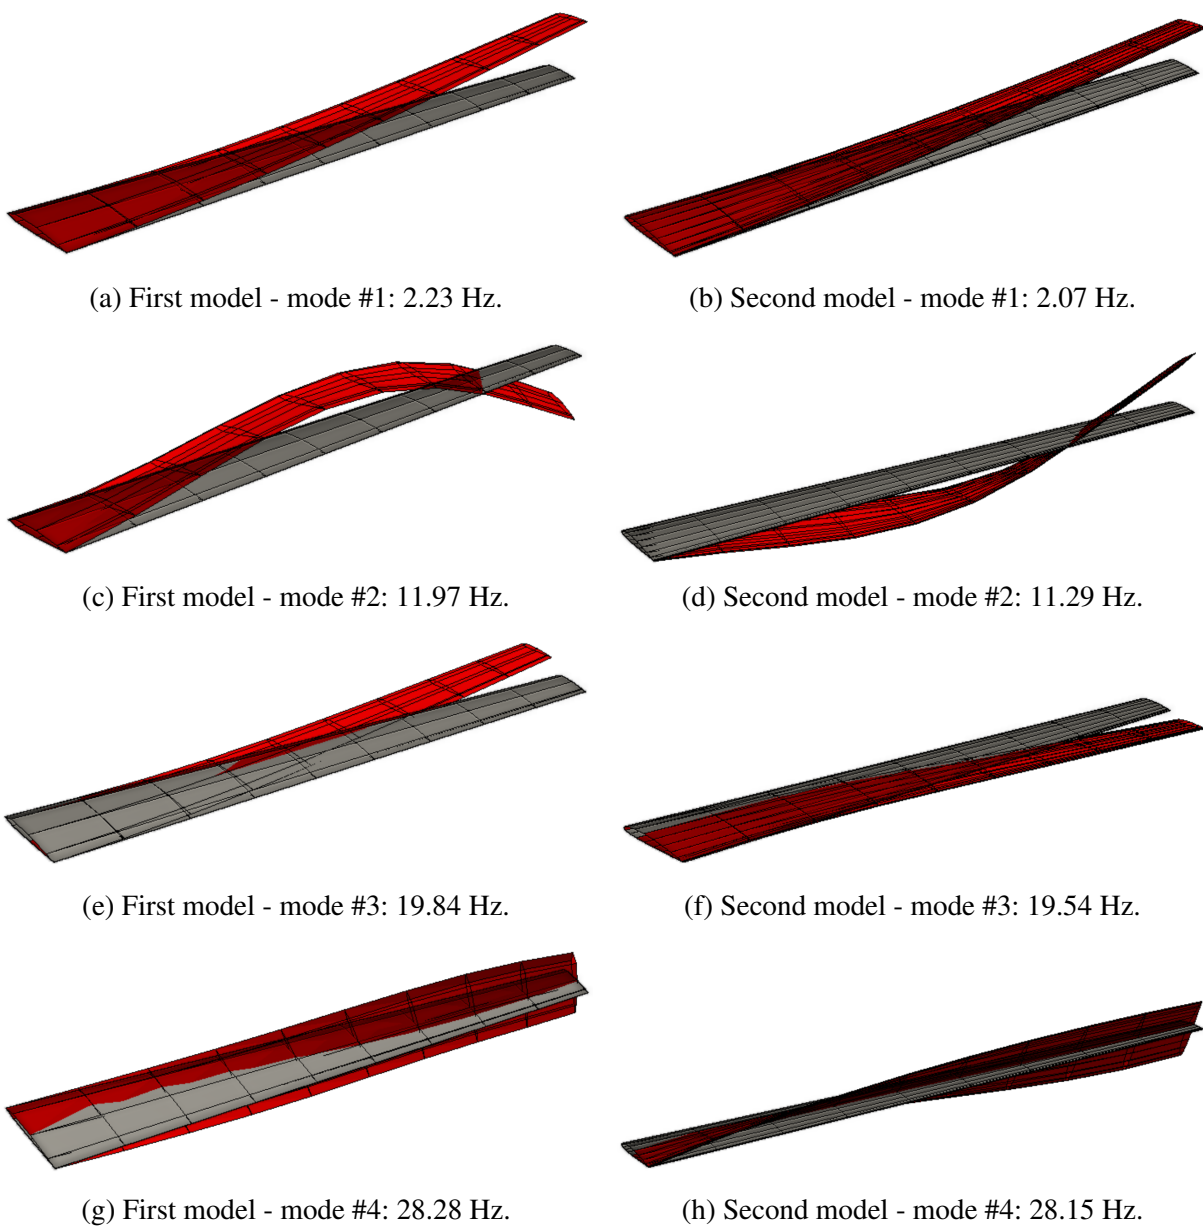 (a) First model - mode #1: 2.23 Hz.
(b) Second model - mode #1: 2.07 Hz.
(c) First model - mode #2: 11.97 Hz.
(d) Second model - mode #2: 11.29 Hz.
(e) First model - mode #3: 19.84 Hz.
(f) Second model - mode #3: 19.54 Hz.
(g) First model - mode #4: 28.28 Hz.
(h) Second model - mode #4: 28.15 Hz.